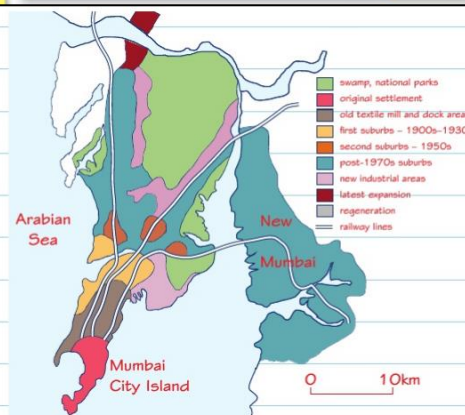 swamp, national parks
original settlement
old textile mill and dock area
first suburbs - 1900s-1930
second suburbs - 1950s
post-1970s suburbs
new industrial areas
latest expansion
regeneration
railway lines
Arabian
Sea
New
Mumbai
Mumbai
City Island
0 10km